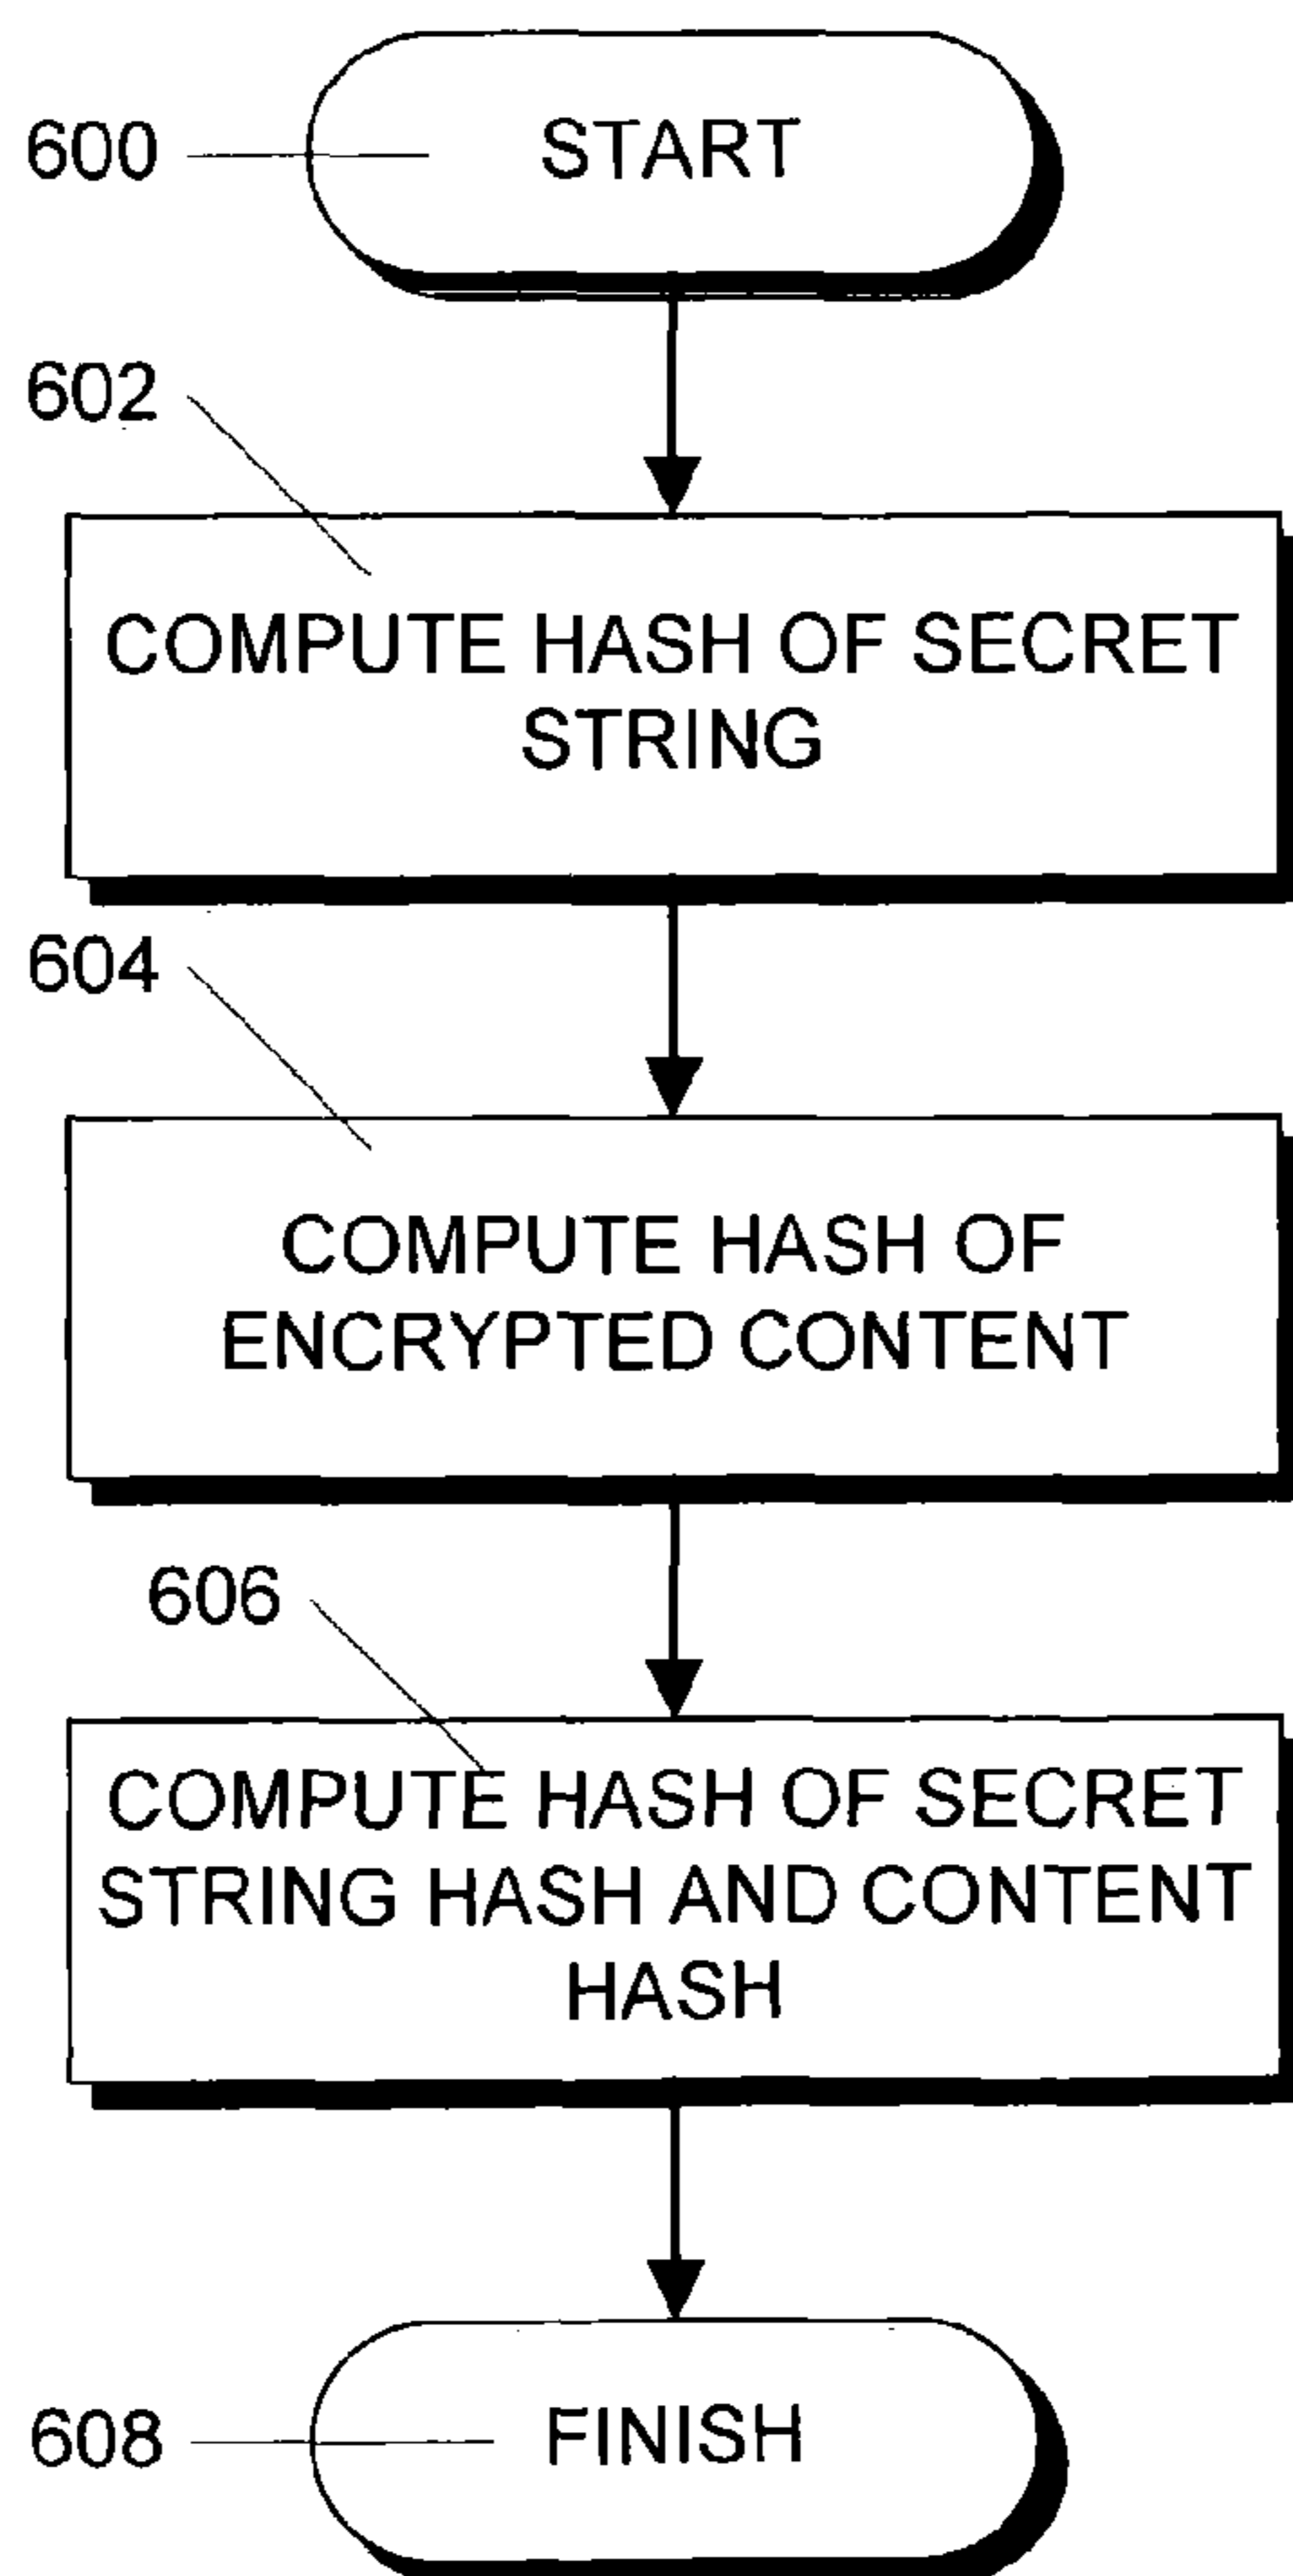 600
START
602
COMPUTE HASH OF SECRET
STRING
604
COMPUTE HASH OF
ENCRYPTED CONTENT
606
COMPUTE HASH OF SECRET
STRING HASH AND CONTENT
HASH
608
FINISH